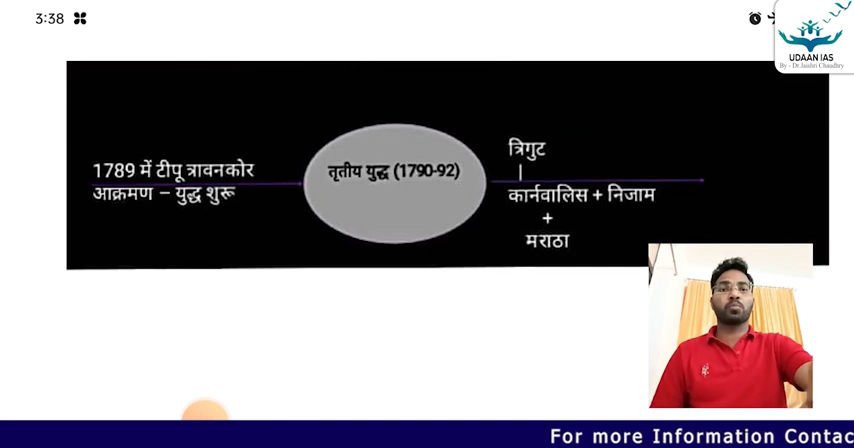 3:38
UDAAN IAS
By - Dr.Jaishri Chaudhry
1789 में टीपू त्रावनकोर
आक्रमण – युद्ध शुरू
तृतीय युद्ध (1790-92)
त्रिगुट
कार्नवालिस + निजाम
+
मराठा
For more Information Contac